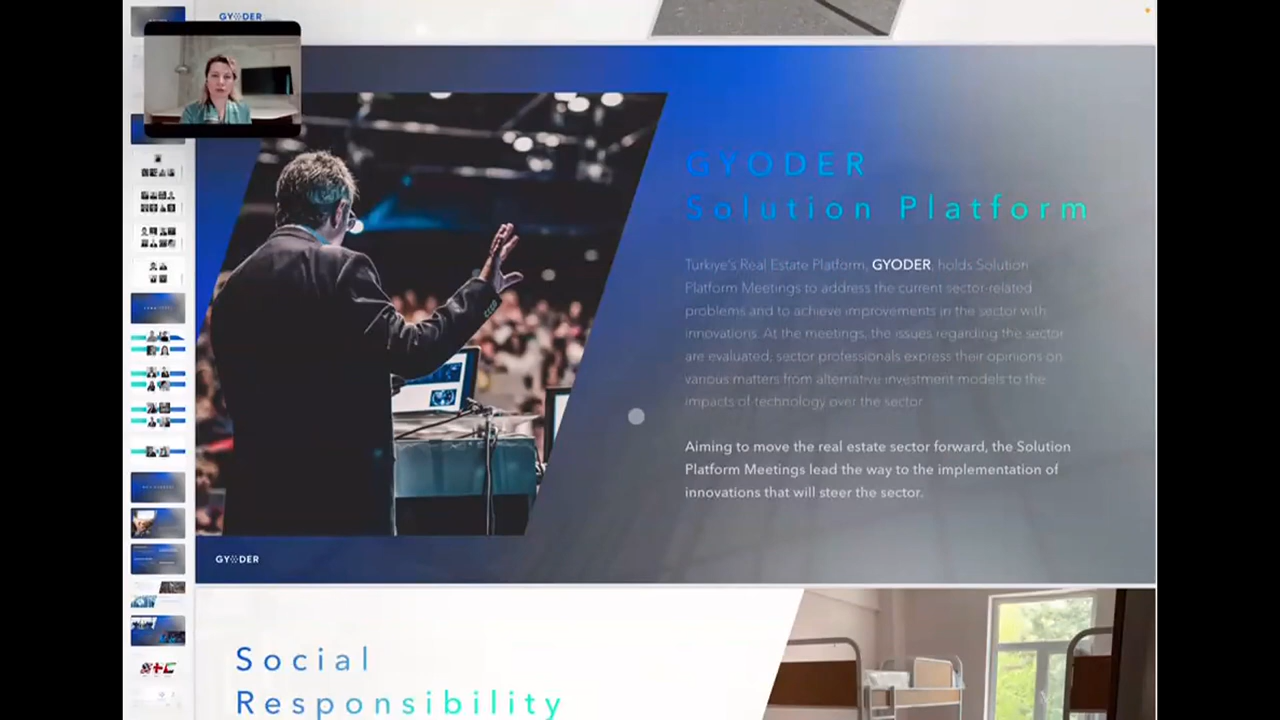 GYODER
GYODER
Solution Platform
Türkiye's Real Estate Platform, GYODER, holds Solution
Platform Meetings to address the current sector-related
problems and to achieve improvements in the sector with
innovations. At the meetings, the issues regarding the sector
are evaluated; sector professionals express their opinions on
various matters from alternative investment models to the
impacts of technology over the sector.
Aiming to move the real estate sector forward, the Solution
Platform Meetings lead the way to the implementation of
innovations that will steer the sector.
GYODER
Social
Responsibility